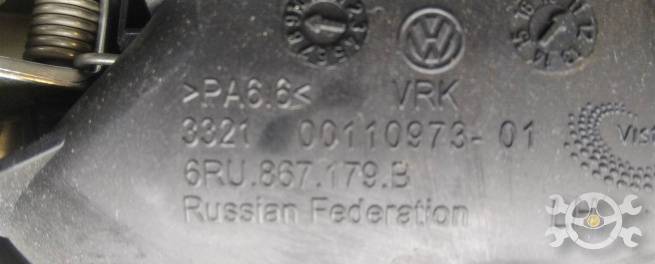 >PA6.6< VRK
3321 00110973-01
6RU.867.179.B
Russian Federation